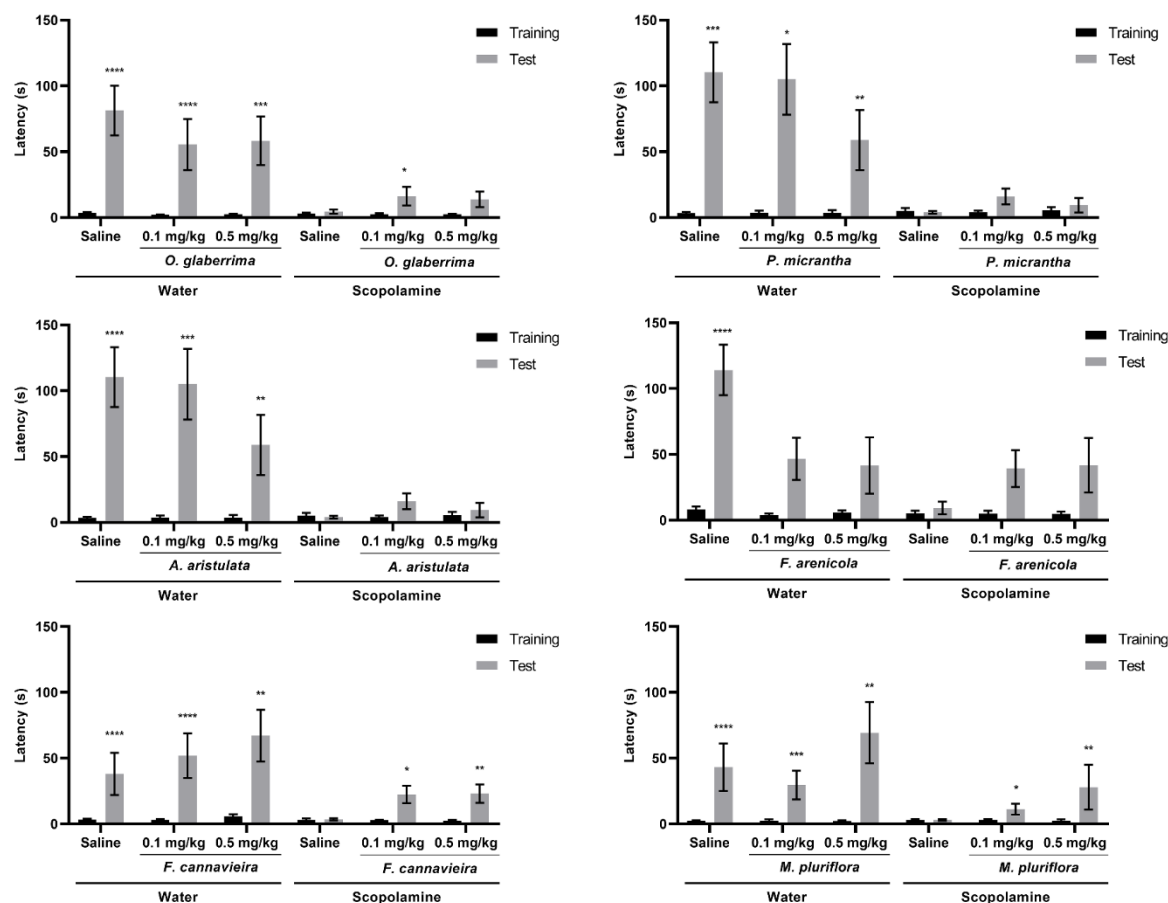 150
100
50
0
Latency (s)
Training
Test
****
****
***
*
Saline 0.1 mg/kg 0.5 mg/kg Saline 0.1 mg/kg 0.5 mg/kg
O. glaberrima O. glaberrima
Water Scopolamine
150
100
50
0
Latency (s)
Training
Test
***
*
**
Saline 0.1 mg/kg 0.5 mg/kg Saline 0.1 mg/kg 0.5 mg/kg
P. micrantha P. micrantha
Water Scopolamine
150
100
50
0
Latency (s)
Training
Test
****
***
**
Saline 0.1 mg/kg 0.5 mg/kg Saline 0.1 mg/kg 0.5 mg/kg
A. aristulata A. aristulata
Water Scopolamine
150
100
50
0
Latency (s)
Training
Test
****
Saline 0.1 mg/kg 0.5 mg/kg Saline 0.1 mg/kg 0.5 mg/kg
F. arenicola F. arenicola
Water Scopolamine
150
100
50
0
Latency (s)
Training
Test
****
****
**
*
**
Saline 0.1 mg/kg 0.5 mg/kg Saline 0.1 mg/kg 0.5 mg/kg
F. cannavieira F. cannavieira
Water Scopolamine
150
100
50
0
Latency (s)
Training
Test
****
***
**
*
**
Saline 0.1 mg/kg 0.5 mg/kg Saline 0.1 mg/kg 0.5 mg/kg
M. pluriflora M. pluriflora
Water Scopolamine